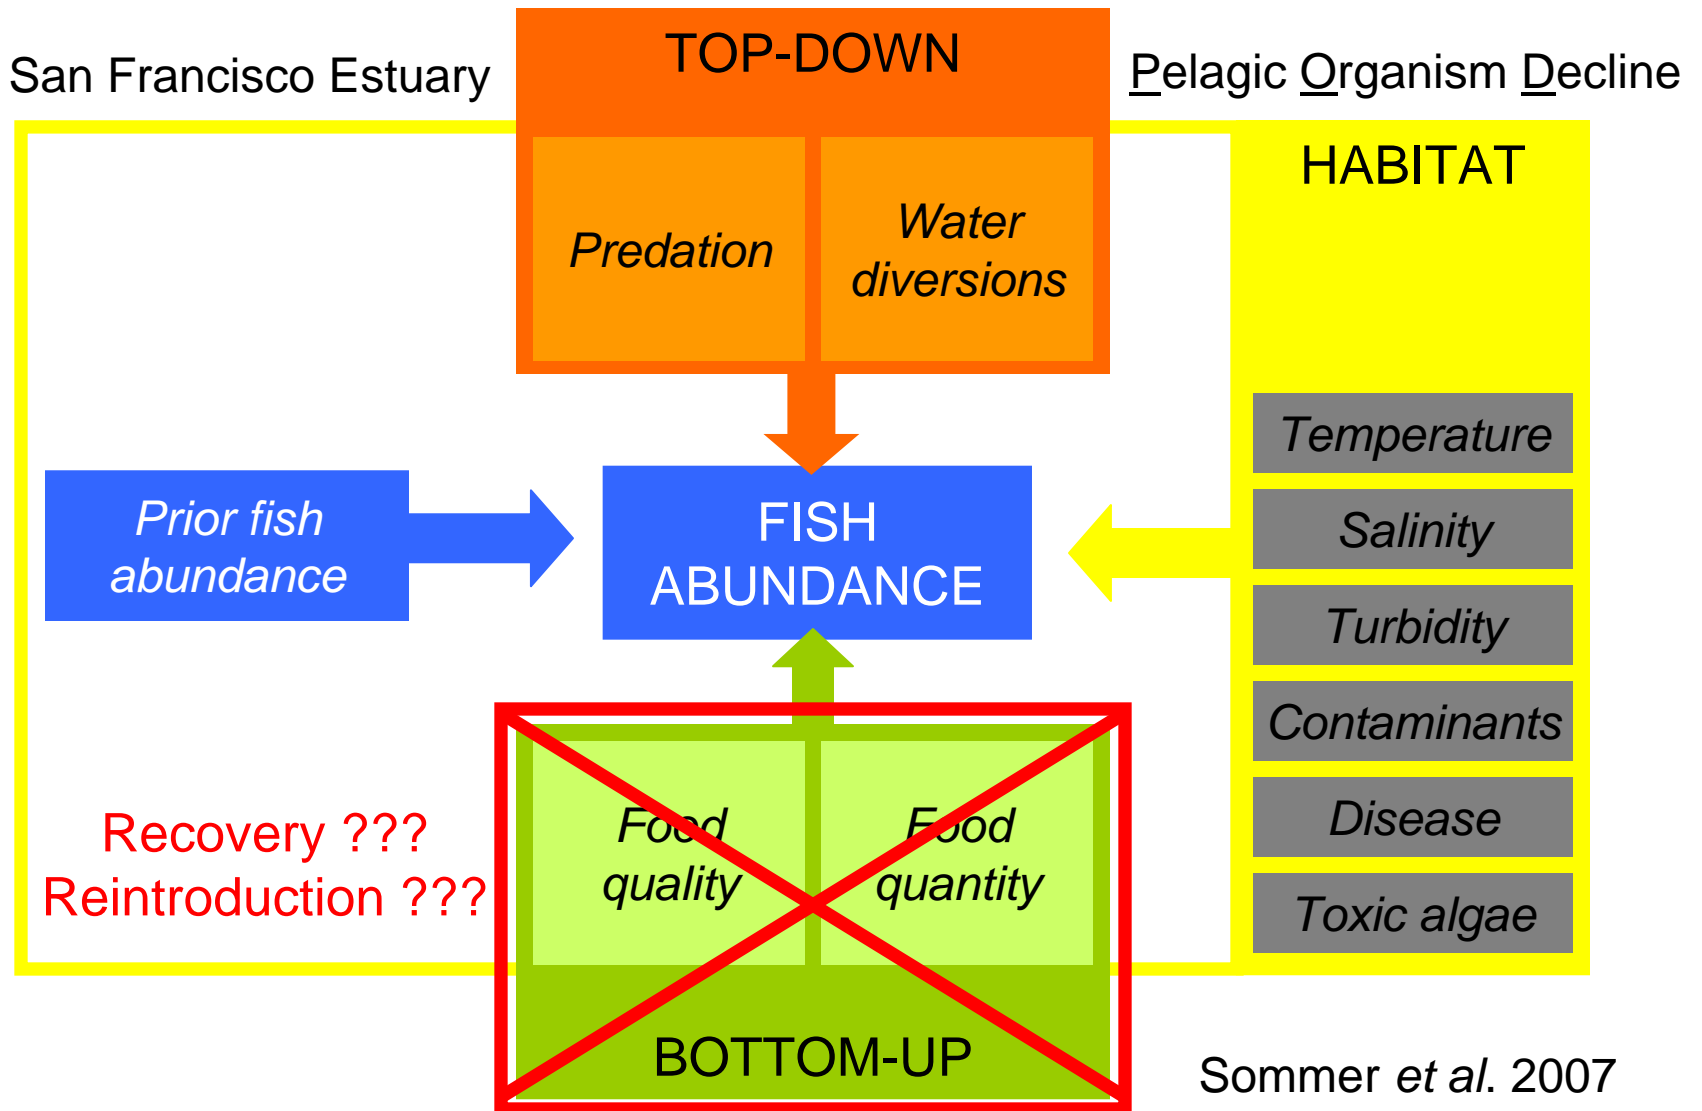 San Francisco Estuary
TOP-DOWN
Pelagic Organism Decline
Predation
Water
diversions
HABITAT
Temperature
Salinity
Turbidity
Contaminants
Disease
Toxic algae
Prior fish
abundance
FISH
ABUNDANCE
Recovery ???
Reintroduction ???
Food
quality
Food
quantity
BOTTOM-UP
Sommer et al. 2007